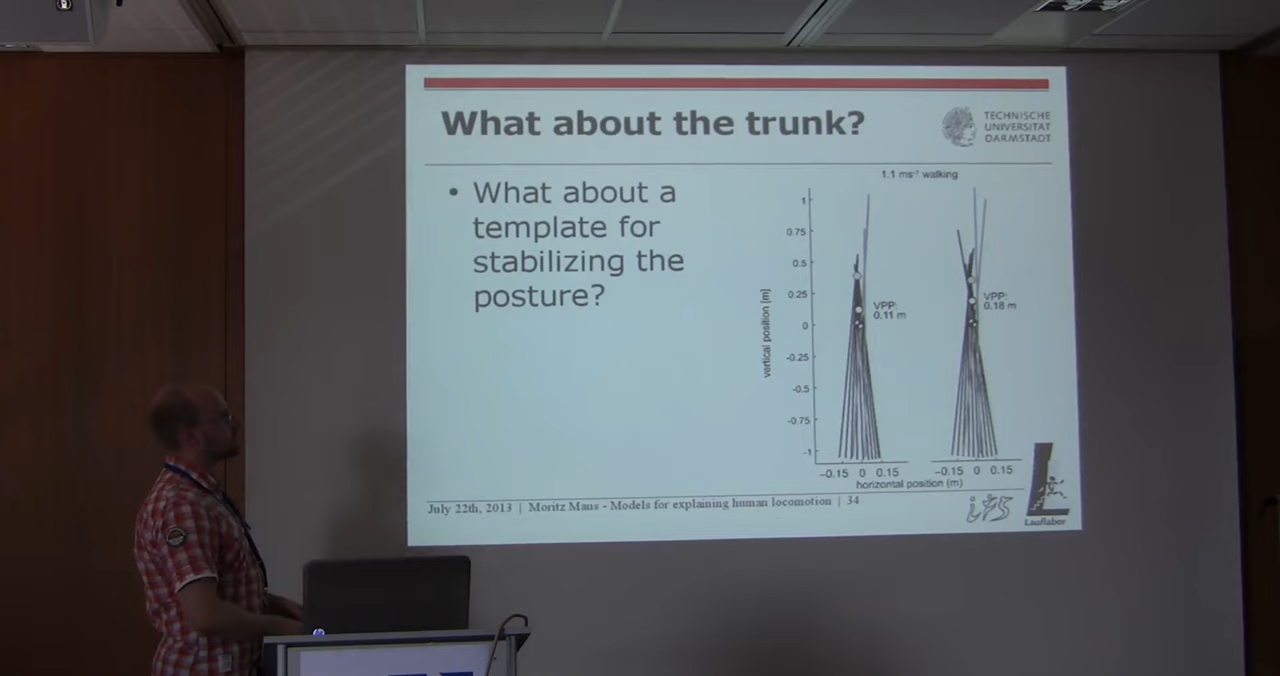 What about the trunk?
TECHNISCHE
UNIVERSITÄT
DARMSTADT
• What about a
template for
stabilizing the
posture?
1.1 ms⁻¹ walking
1
0.75
0.5
0.25
0
-0.25
-0.5
-0.75
-1
vertical position [m]
VPP:
0.11 m
VPP:
0.18 m
-0.15 0 0.15
-0.15 0 0.15
horizontal position (m)
July 22th, 2013 | Moritz Maus - Models for explaining human locomotion | 34
Lauflabor